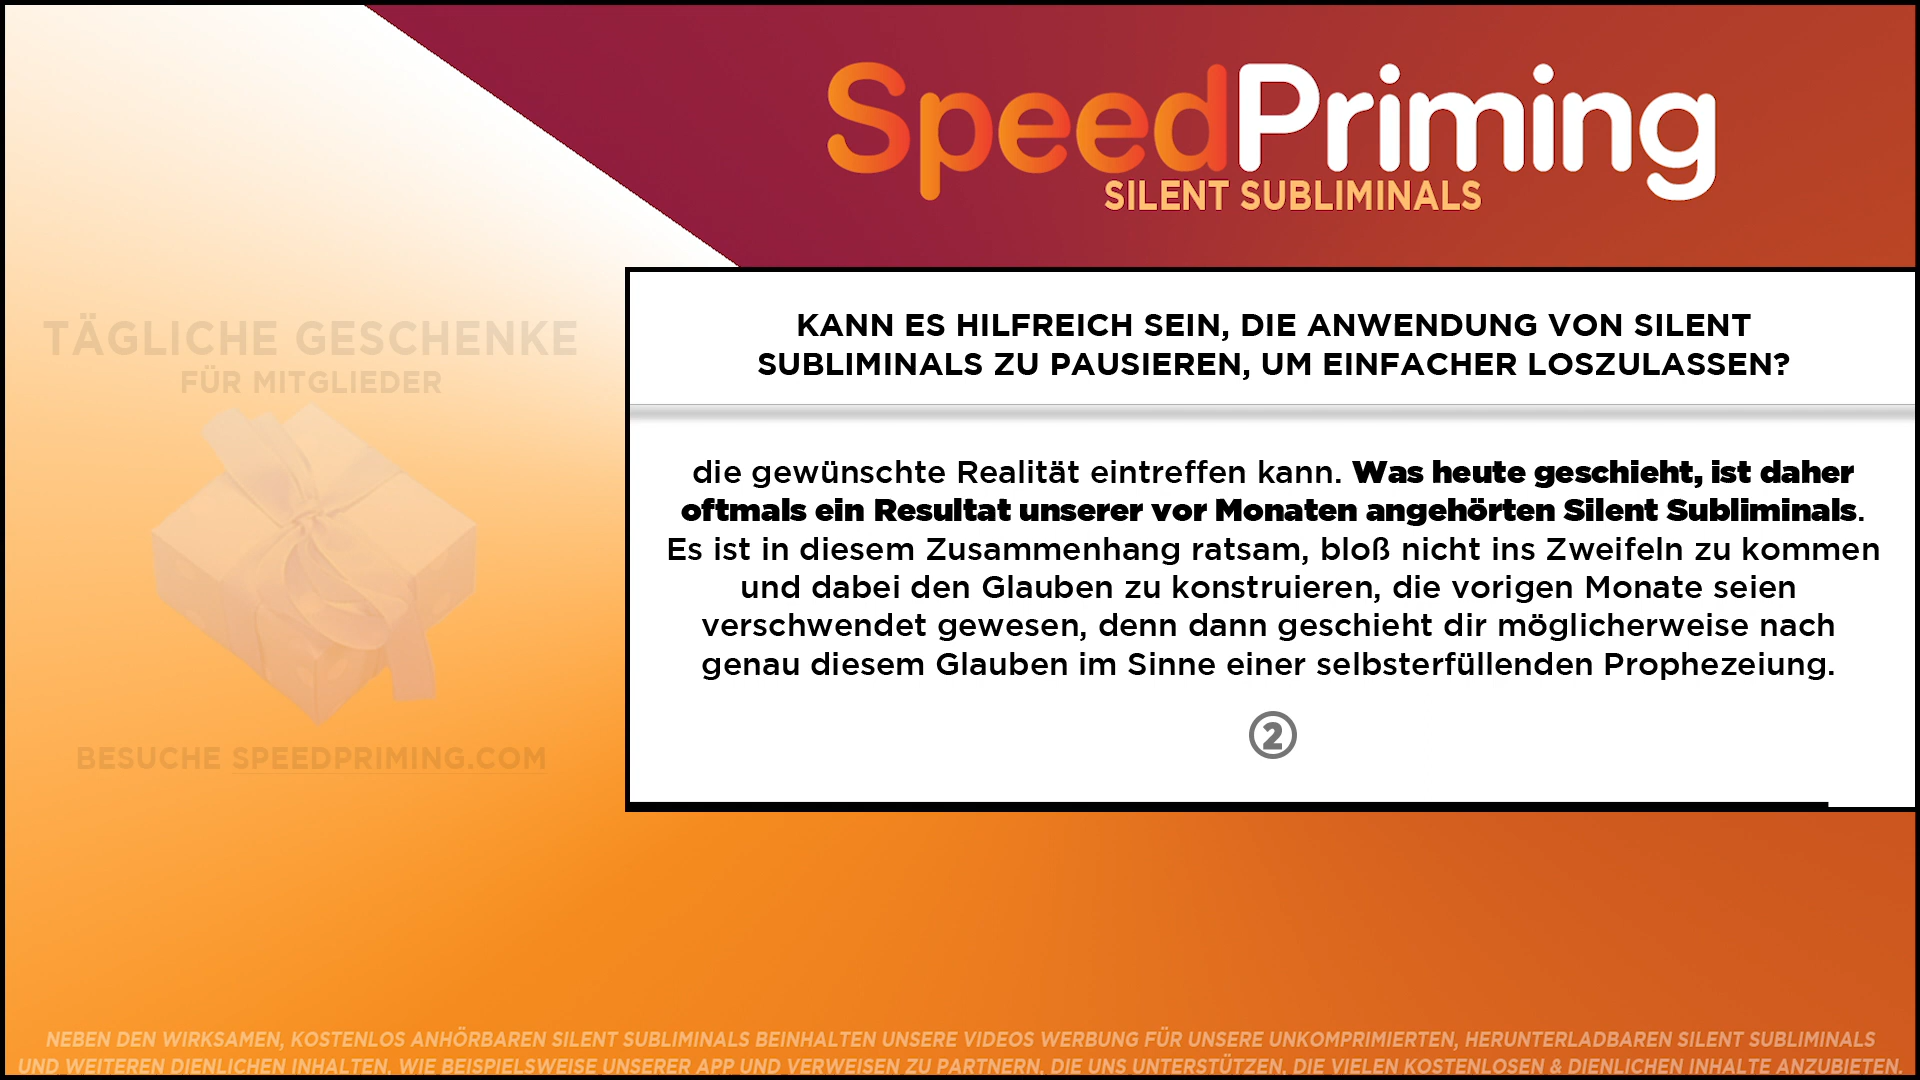 SpeedPriming
SILENT SUBLIMINALS
TÄGLICHE GESCHENKE
FÜR MITGLIEDER
BESUCHE SPEEDPRIMING.COM
KANN ES HILFREICH SEIN, DIE ANWENDUNG VON SILENT
SUBLIMINALS ZU PAUSIEREN, UM EINFACHER LOSZULASSEN?
die gewünschte Realität eintreffen kann. Was heute geschieht, ist daher
oftmals ein Resultat unserer vor Monaten angehörten Silent Subliminals.
Es ist in diesem Zusammenhang ratsam, bloß nicht ins Zweifeln zu kommen
und dabei den Glauben zu konstruieren, die vorigen Monate seien
verschwendet gewesen, denn dann geschieht dir möglicherweise nach
genau diesem Glauben im Sinne einer selbsterfüllenden Prophezeiung.
②
NEBEN DEN WIRKSAMEN, KOSTENLOS ANHÖRBAREN SILENT SUBLIMINALS BEINHALTEN UNSERE VIDEOS WERBUNG FÜR UNSERE UNKOMPRIMIERTEN, HERUNTERLADBAREN SILENT SUBLIMINALS
UND WEITEREN DIENLICHEN INHALTEN, WIE BEISPIELSWEISE UNSERER APP UND VERWEISEN ZU PARTNERN, DIE UNS UNTERSTÜTZEN, DIE VIELEN KOSTENLOSEN & DIENLICHEN INHALTE ANZUBIETEN.